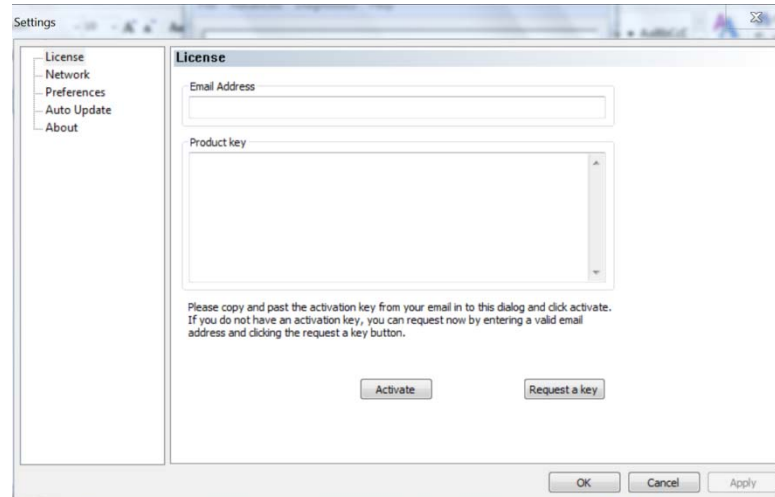 Settings
License
Network
Preferences
Auto Update
About
License
Email Address
Product key
Please copy and past the activation key from your email in to this dialog and click activate.
If you do not have an activation key, you can request now by entering a valid email
address and clicking the request a key button.
Activate
Request a key
OK
Cancel
Apply